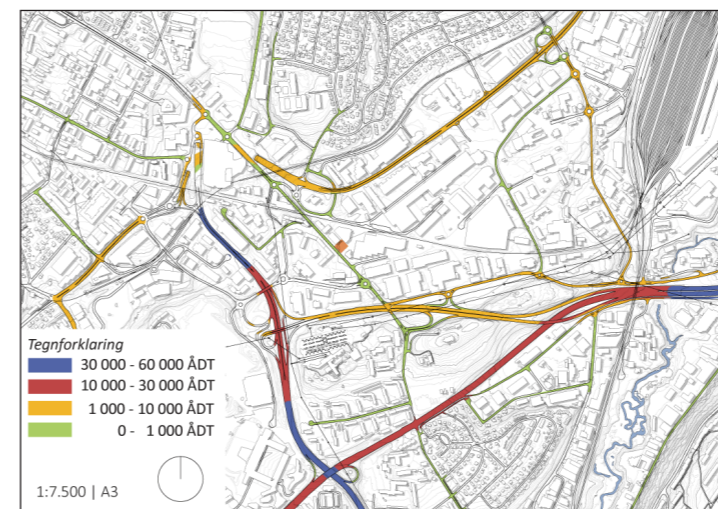 Tegnforklaring
30 000 - 60 000 ÅDT
10 000 - 30 000 ÅDT
1 000 - 10 000 ÅDT
0 - 1 000 ÅDT
1:7.500 | A3